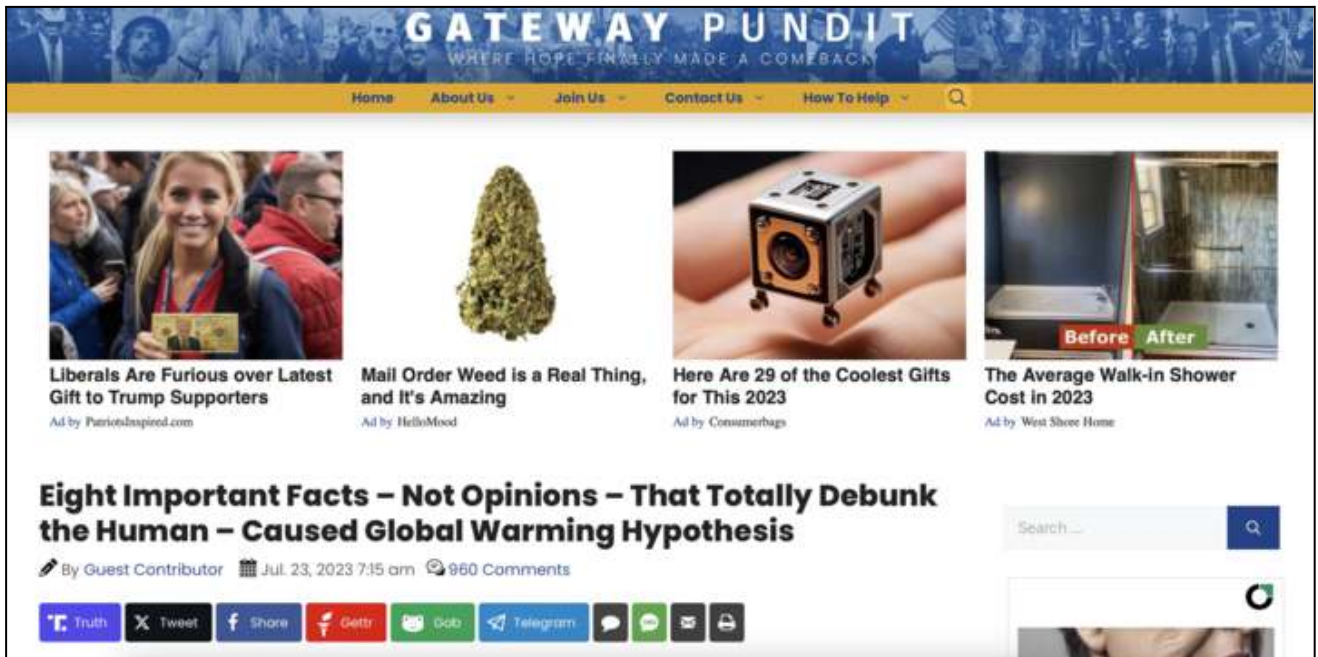 GATEWAY PUNDIT
WHERE HOPE FINALLY MADE A COMEBACK
Home About Us Join Us Contact Us How To Help
Before After
Liberals Are Furious over Latest
Gift to Trump Supporters
Ad by PatriotsInspired.com
Mail Order Weed is a Real Thing,
and It's Amazing
Ad by HelloMood
Here Are 29 of the Coolest Gifts
for This 2023
Ad by Consumerbags
The Average Walk-in Shower
Cost in 2023
Ad by West Shore Home
Eight Important Facts – Not Opinions – That Totally Debunk
the Human – Caused Global Warming Hypothesis
By Guest Contributor Jul. 23, 2023 7:15 am 960 Comments
Search ...
Truth Tweet Share Gettr Gab Telegram